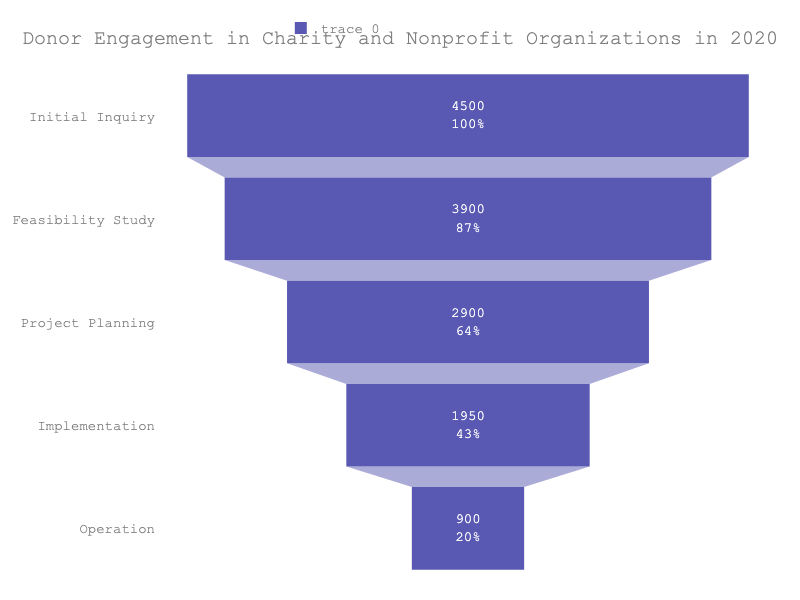 trace 0
Donor Engagement in Charity and Nonprofit Organizations in 2020
Initial Inquiry
4500
100%
Feasibility Study
3900
87%
Project Planning
2900
64%
Implementation
1950
43%
Operation
900
20%